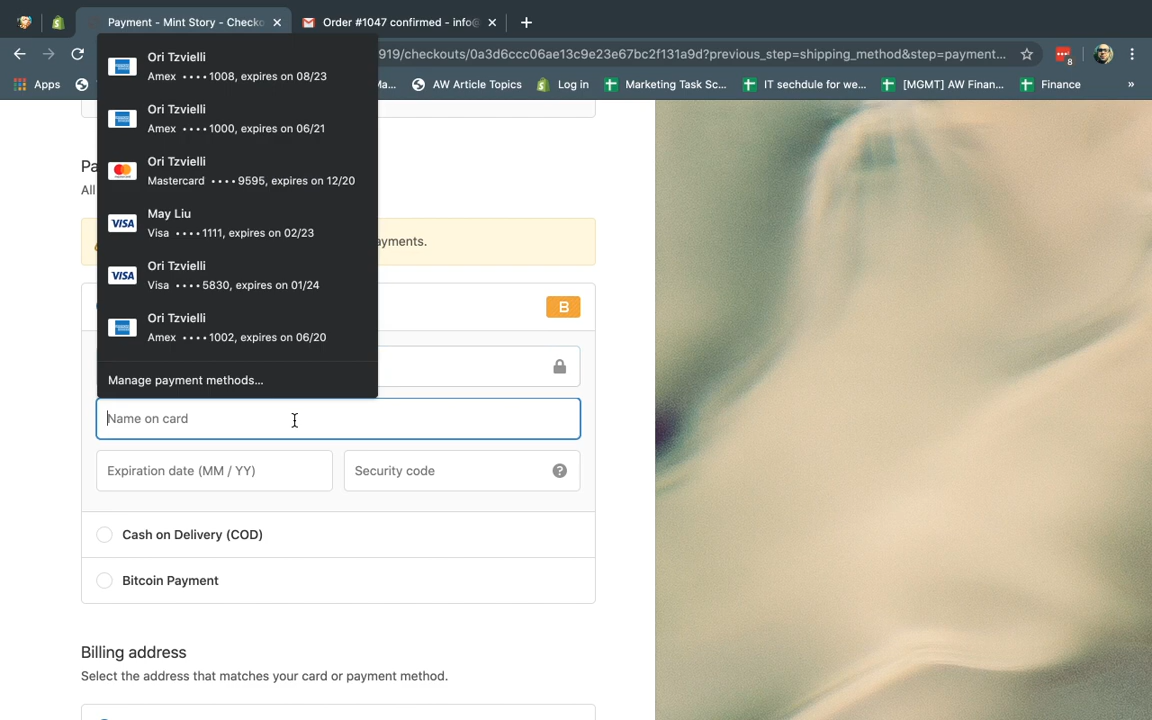 Payment - Mint Story - Checko
Order #1047 confirmed - info@
919/checkouts/0a3d6ccc06ae13c9e23e67bc2f131a9d?previous_step=shipping_method&step=payment...
8
Apps
Ma...
AW Article Topics
Log in
Marketing Task Sc...
IT sechdule for we...
[MGMT] AW Finan...
Finance
»
Ori Tzvielli
Amex ••••1008, expires on 08/23
Ori Tzvielli
Amex ••••1000, expires on 06/21
Ori Tzvielli
Mastercard ••••9595, expires on 12/20
May Liu
VISA
Visa ••••1111, expires on 02/23
Ori Tzvielli
VISA
Visa ••••5830, expires on 01/24
Ori Tzvielli
Amex ••••1002, expires on 06/20
Manage payment methods...
Pa
All
ayments.
B
Name on card
Expiration date (MM / YY)
Security code
?
Cash on Delivery (COD)
Bitcoin Payment
Billing address
Select the address that matches your card or payment method.